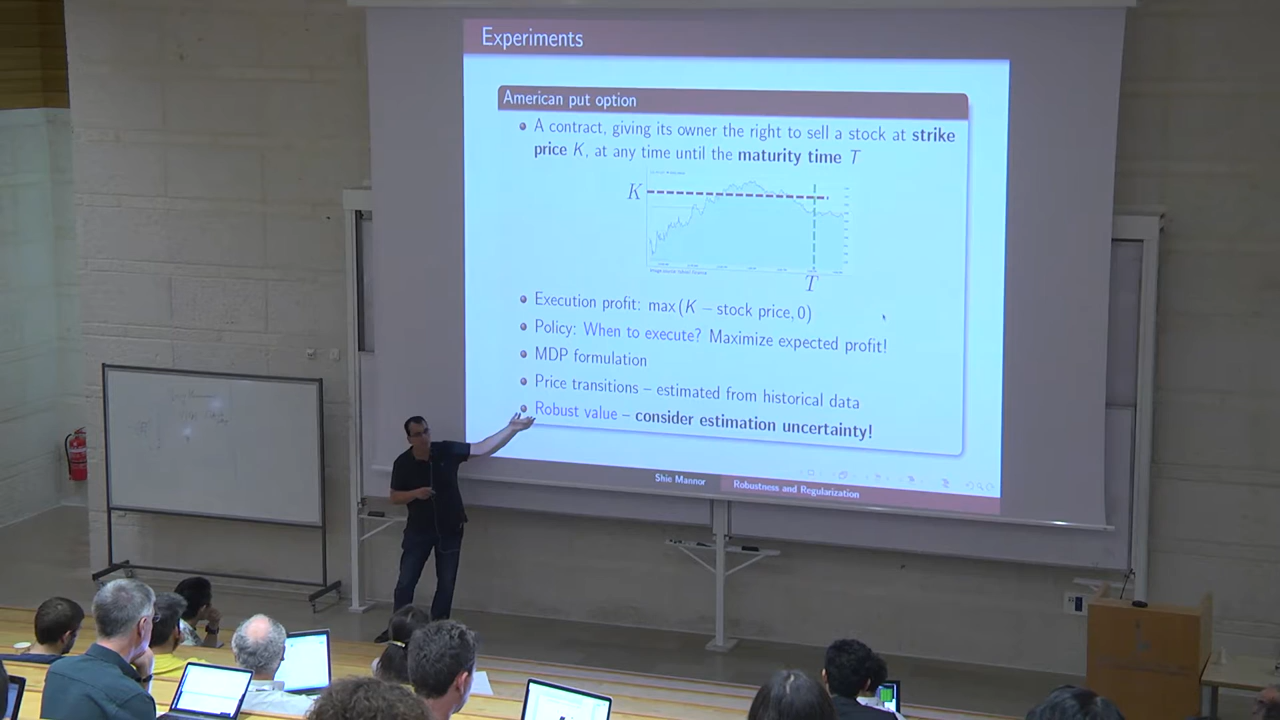 Experiments
American put option
A contract, giving its owner the right to sell a stock at strike
price K, at any time until the maturity time T
K
T
Execution profit: max(K − stock price, 0)
Policy: When to execute? Maximize expected profit!
MDP formulation
Price transitions – estimated from historical data
Robust value – consider estimation uncertainty!
Shie Mannor Robustness and Regularization